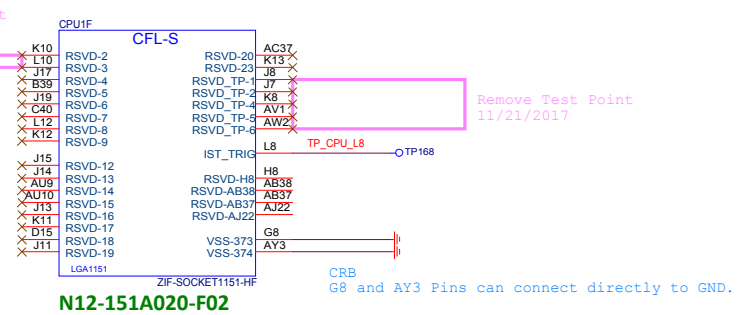 t
CPU1F
CFL-S
K10 RSVD-2 RSVD-20 AC37
L10 RSVD-3 RSVD-23 K13
J17 RSVD-4 RSVD_TP-1 J8
B39 RSVD-5 RSVD_TP-2 J7
J19 RSVD-6 RSVD_TP-4 K8
C40 RSVD-7 RSVD_TP-5 AV1
L12 RSVD-8 RSVD_TP-6 AW2
K12 RSVD-9
Remove Test Point
11/21/2017
IST_TRIG L8 TP_CPU_L8 TP168
J15 RSVD-12
J14 RSVD-13 RSVD-H8 H8
AU9 RSVD-14 RSVD-AB38 AB38
AU10 RSVD-15 RSVD-AB37 AB37
J13 RSVD-16 RSVD-AJ22 AJ22
K11 RSVD-17
D15 RSVD-18 VSS-373 G8
J11 RSVD-19 VSS-374 AY3
LGA1151
ZIF-SOCKET1151-HF
N12-151A020-F02
CRB
G8 and AY3 Pins can connect directly to GND.